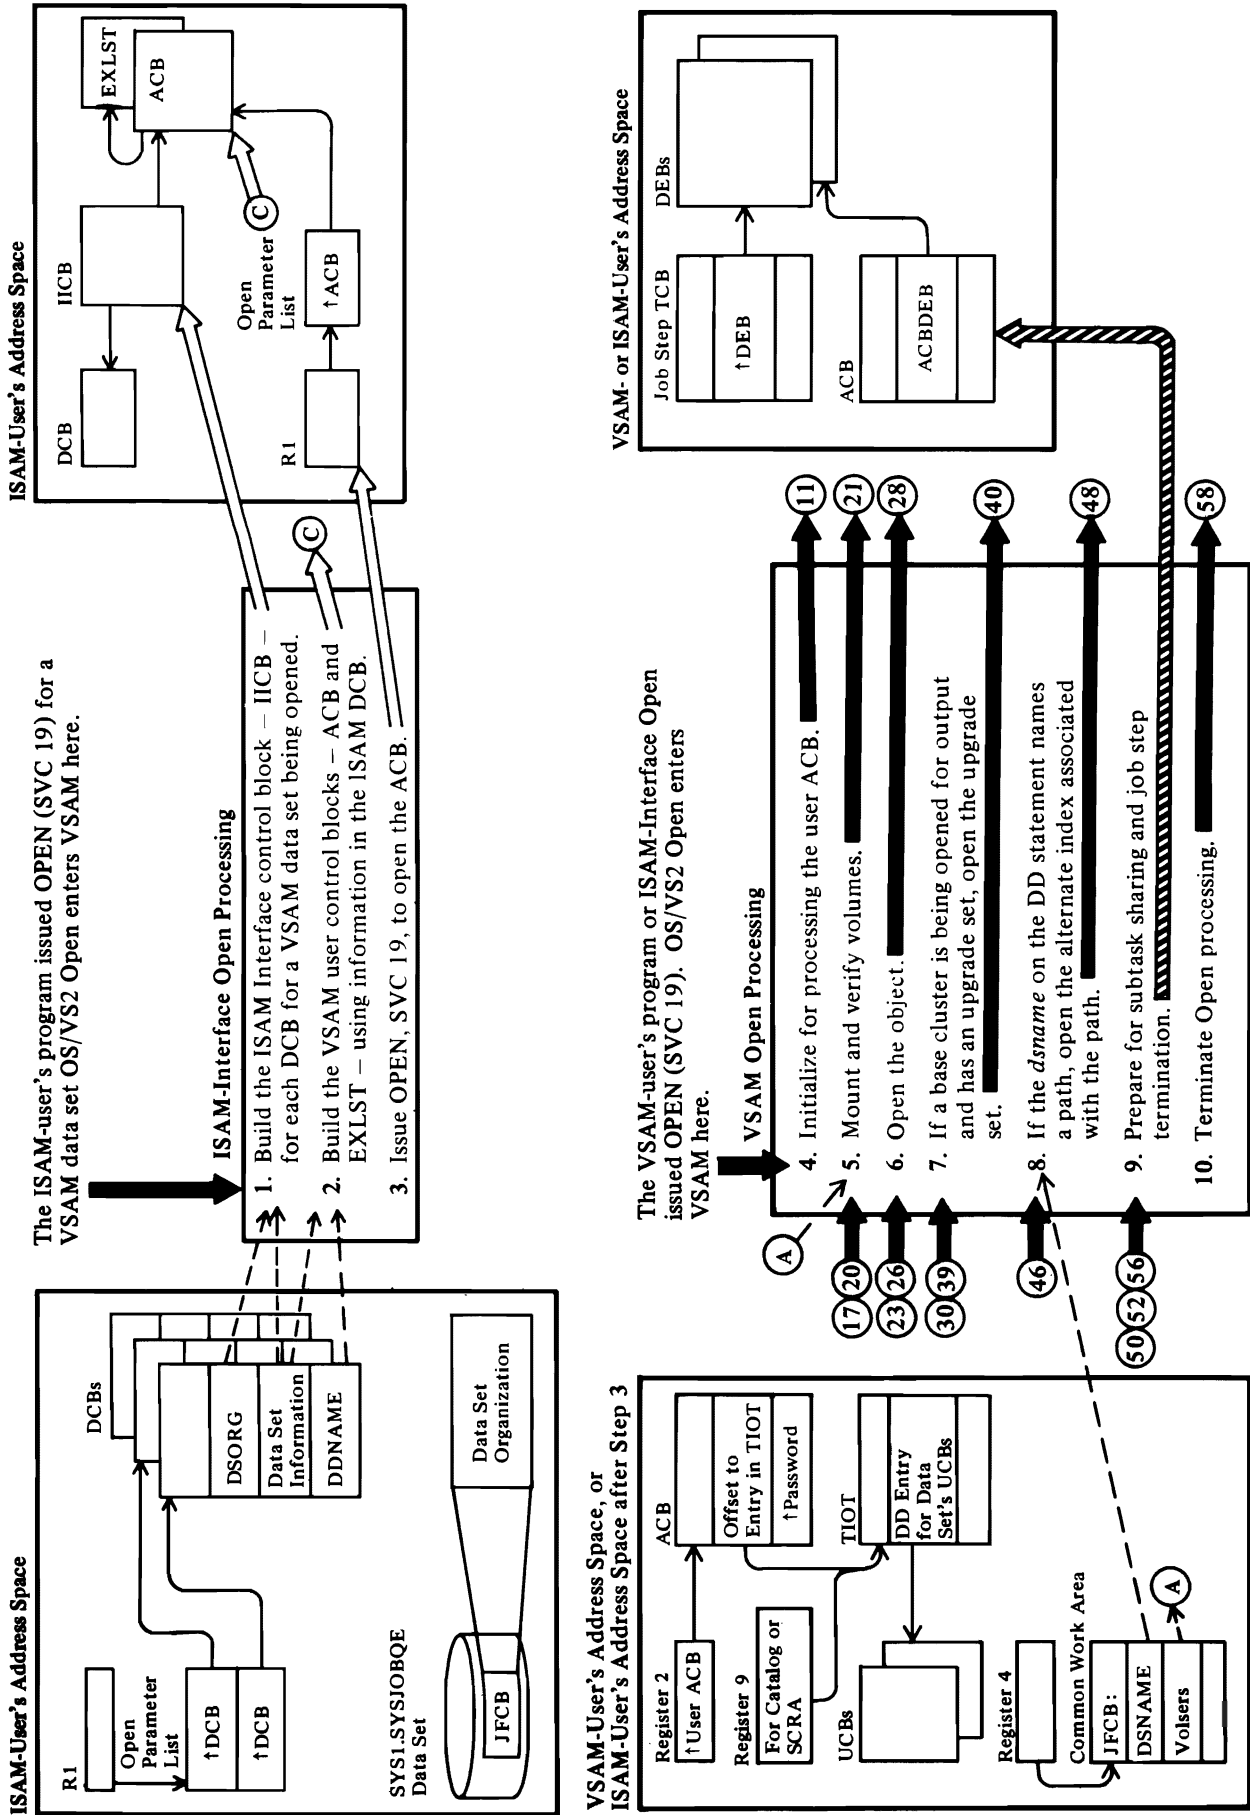 ISAM-User's Address Space
R1
Open
Parameter
List
↑DCB
↑DCB
DCBs
DSORG
Data Set
Information
DDNAME
SYS1.SYSJOBQE
Data Set
JFCB
Data Set
Organization
The ISAM-user's program issued OPEN (SVC 19) for a
VSAM data set OS/VS2 Open enters VSAM here.
ISAM-Interface Open Processing
1. Build the ISAM Interface control block – IICB –
for each DCB for a VSAM data set being opened.
2. Build the VSAM user control blocks – ACB and
EXLST – using information in the ISAM DCB.
3. Issue OPEN, SVC 19, to open the ACB.
C
ISAM-User's Address Space
DCB
IICB
EXLST
ACB
C
R1
Open
Parameter
List
↑ACB
VSAM-User's Address Space, or
ISAM-User's Address Space after Step 3
Register 2
↑User ACB
ACB
Offset to
Entry in TIOT
↑Password
Register 9
For Catalog or
SCRA
TIOT
DD Entry
for Data
Set's UCBs
UCBs
Register 4
Common Work Area
JFCB:
DSNAME
Volsers
A
The VSAM-user's program or ISAM-Interface Open
issued OPEN (SVC 19). OS/VS2 Open enters
VSAM here.
VSAM Open Processing
A
4. Initialize for processing the user ACB.
11
17 20
5. Mount and verify volumes.
21
23 26
6. Open the object.
28
30 39
7. If a base cluster is being opened for output
and has an upgrade set, open the upgrade
set.
40
46
8. If the dsname on the DD statement names
a path, open the alternate index associated
with the path.
48
50 52 56
9. Prepare for subtask sharing and job step
termination.
10. Terminate Open processing.
58
VSAM- or ISAM-User's Address Space
Job Step TCB
↑DEB
DEBs
ACB
ACBDEB